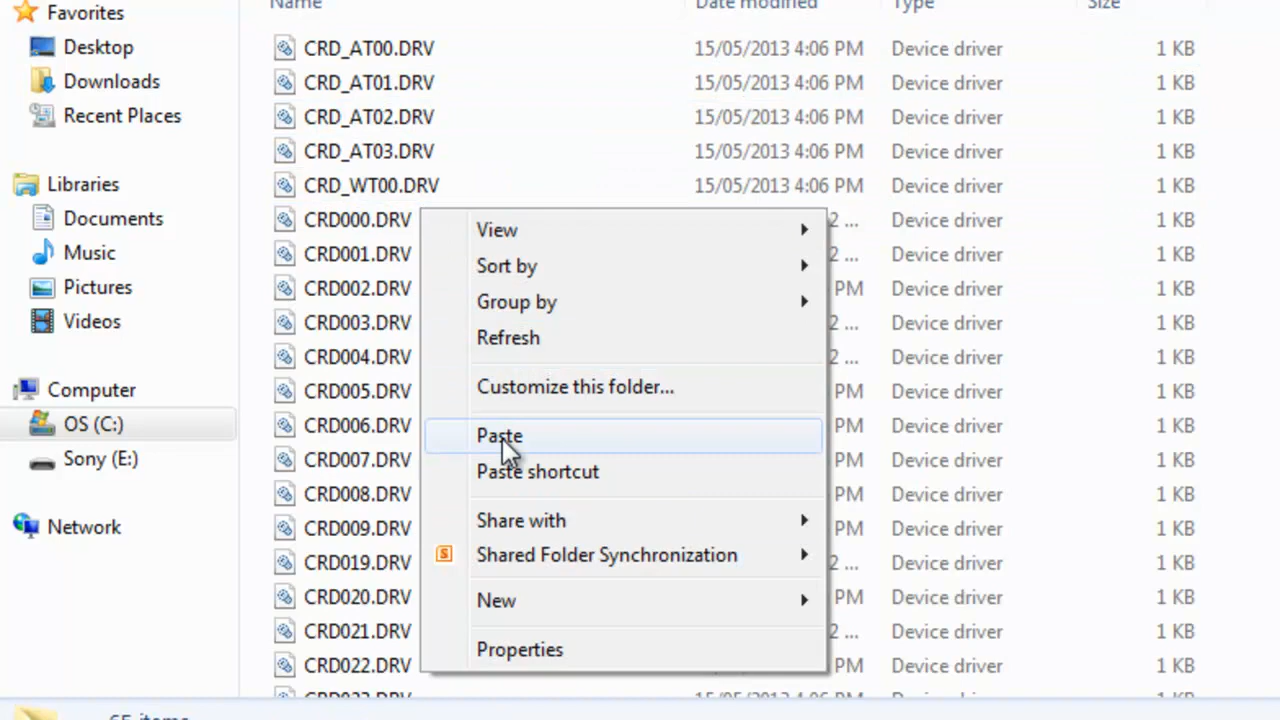 Favorites
Desktop
Downloads
Recent Places
Libraries
Documents
Music
Pictures
Videos
Computer
OS (C:)
Sony (E:)
Network
Name Date modified Type Size
CRD_AT00.DRV 15/05/2013 4:06 PM Device driver 1 KB
CRD_AT01.DRV 15/05/2013 4:06 PM Device driver 1 KB
CRD_AT02.DRV 15/05/2013 4:06 PM Device driver 1 KB
CRD_AT03.DRV 15/05/2013 4:06 PM Device driver 1 KB
CRD_WT00.DRV 15/05/2013 4:06 PM Device driver 1 KB
CRD000.DRV 2 ... Device driver 1 KB
CRD001.DRV 2 ... Device driver 1 KB
CRD002.DRV PM Device driver 1 KB
CRD003.DRV 2 ... Device driver 1 KB
CRD004.DRV 2 ... Device driver 1 KB
CRD005.DRV PM Device driver 1 KB
CRD006.DRV PM Device driver 1 KB
CRD007.DRV PM Device driver 1 KB
CRD008.DRV PM Device driver 1 KB
CRD009.DRV PM Device driver 1 KB
CRD019.DRV 2 ... Device driver 1 KB
CRD020.DRV PM Device driver 1 KB
CRD021.DRV 2 ... Device driver 1 KB
CRD022.DRV PM Device driver 1 KB
View
Sort by
Group by
Refresh
Customize this folder...
Paste
Paste shortcut
Share with
S Shared Folder Synchronization
New
Properties
65 items